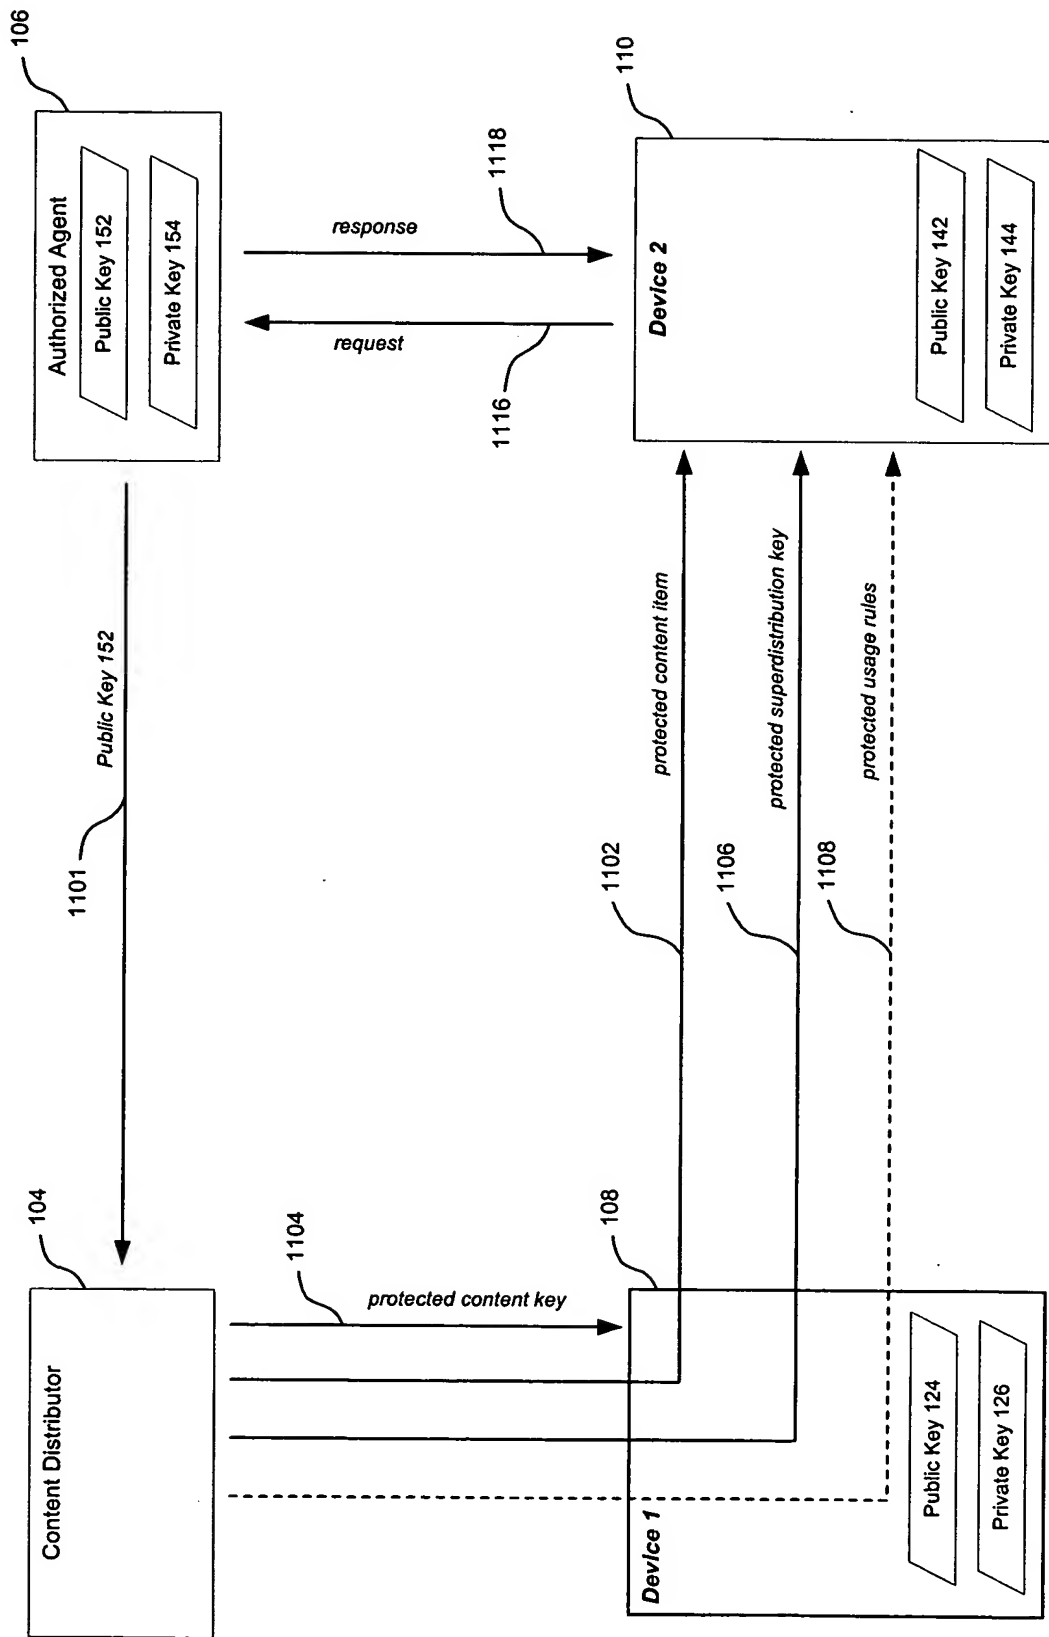 Content Distributor
104
1101
Public Key 152
Authorized Agent
Public Key 152
Private Key 154
106
1104
protected content key
1116
request
response
1118
108
Device 1
Public Key 124
Private Key 126
1102
protected content item
1106
protected superdistribution key
1108
protected usage rules
110
Device 2
Public Key 142
Private Key 144